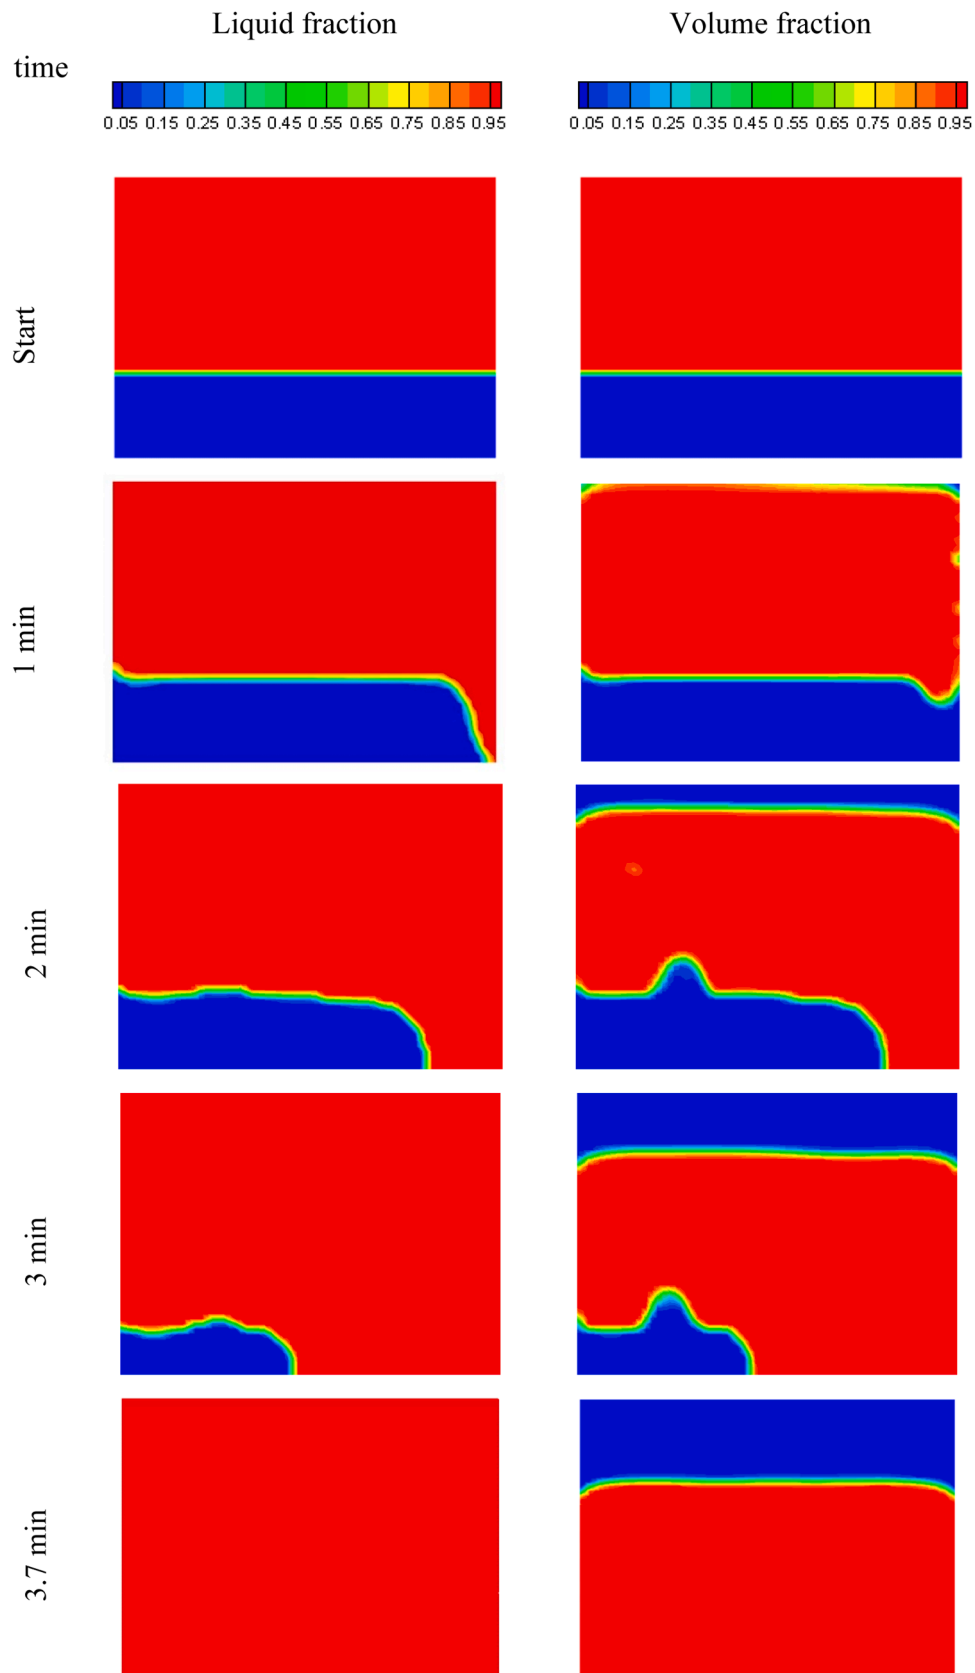 Liquid fraction Volume fraction
time
0.05 0.15 0.25 0.35 0.45 0.55 0.65 0.75 0.85 0.95 0.05 0.15 0.25 0.35 0.45 0.55 0.65 0.75 0.85 0.95
Start
1 min
2 min
3 min
3.7 min